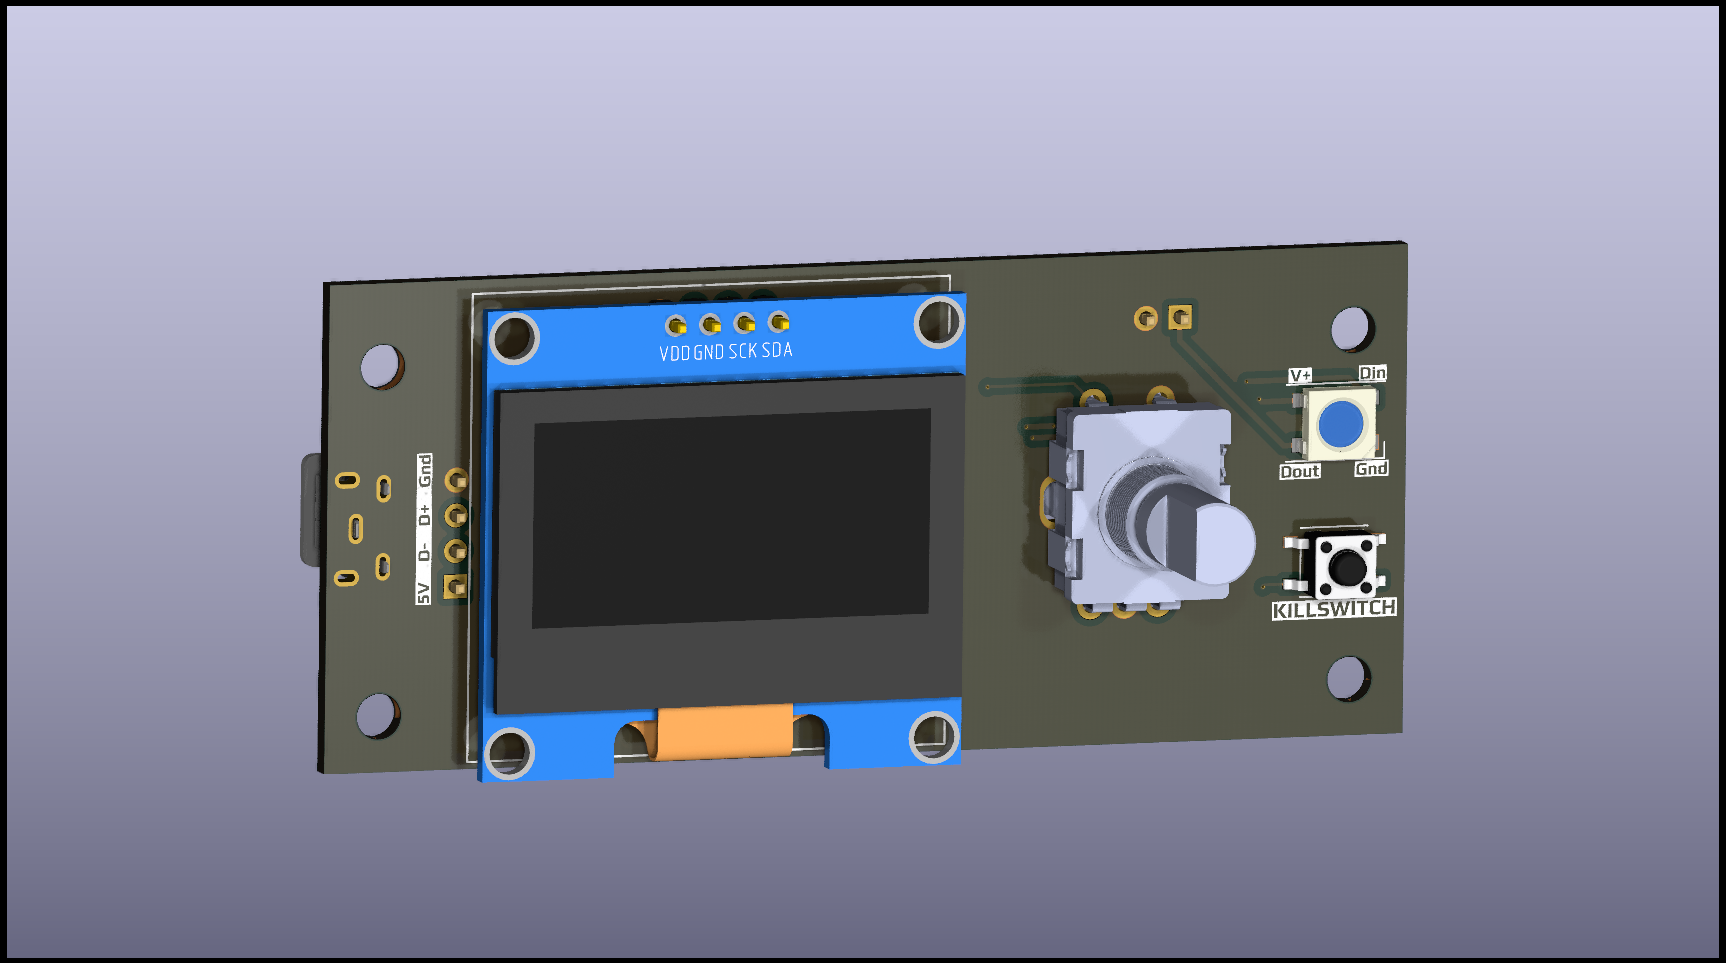 VDD GND SCK SDA
V+ Din
Dout Gnd
KILLSWITCH
5V D- D+ Gnd